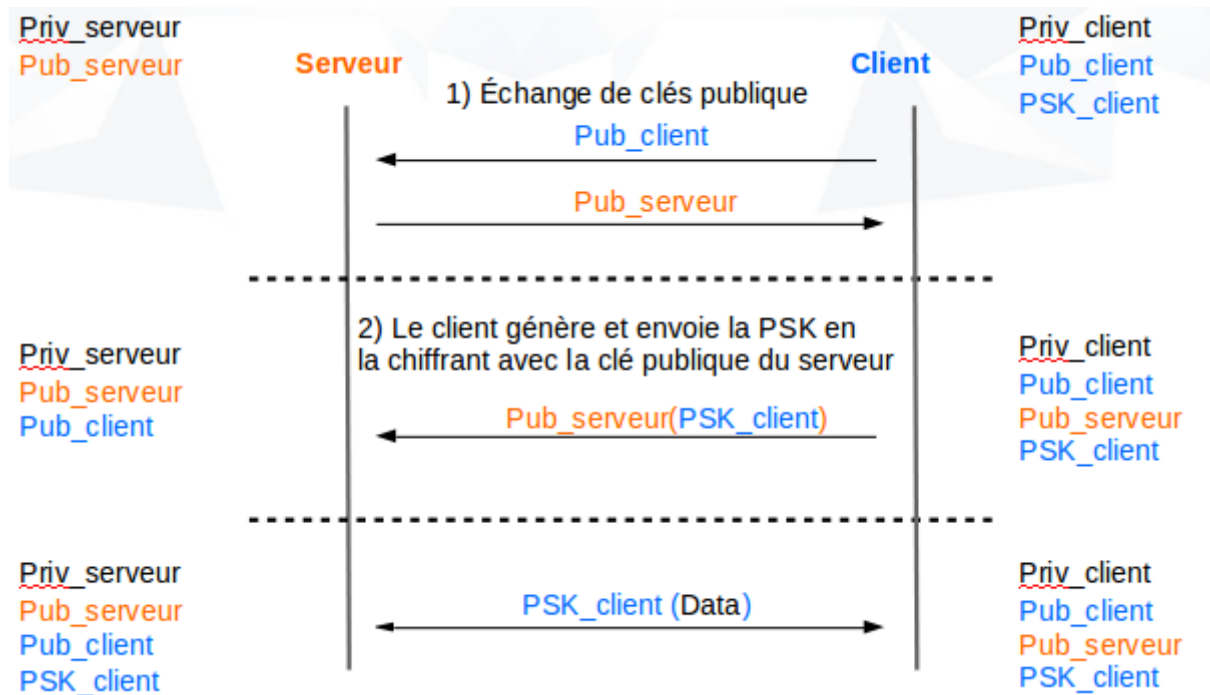 Priv_serveur
Pub_serveur
Serveur
Client
Priv_client
Pub_client
PSK_client
1) Échange de clés publique
Pub_client
Pub_serveur
2) Le client génère et envoie la PSK en
la chiffrant avec la clé publique du serveur
Priv_serveur
Pub_serveur
Pub_client
Pub_serveur(PSK_client)
Priv_client
Pub_client
Pub_serveur
PSK_client
Priv_serveur
Pub_serveur
Pub_client
PSK_client
PSK_client (Data)
Priv_client
Pub_client
Pub_serveur
PSK_client